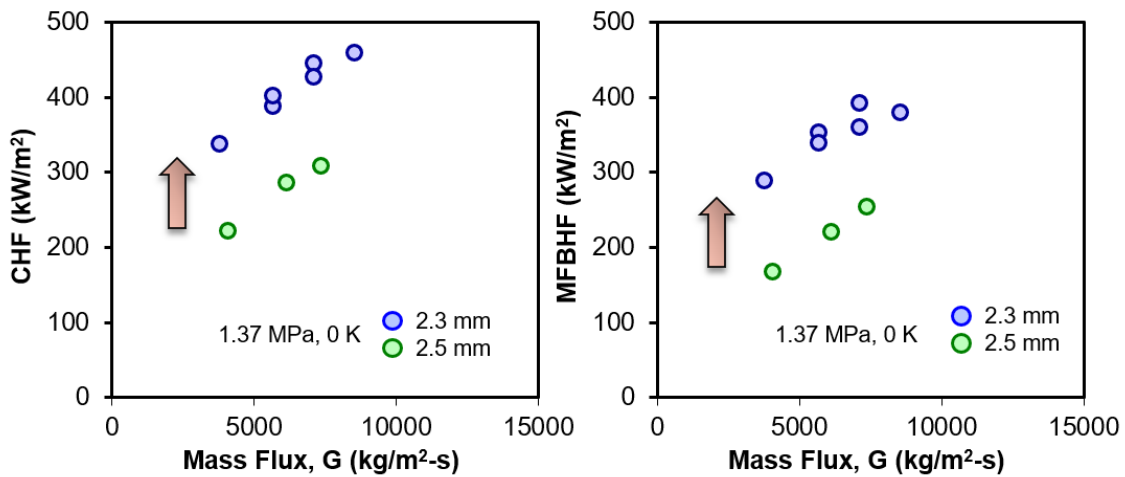 500
400
300
200
100
0
CHF (kW/m²)
1.37 MPa, 0 K
2.3 mm
2.5 mm
0 5000 10000 15000
Mass Flux, G (kg/m²-s)
500
400
300
200
100
0
MFBHF (kW/m²)
1.37 MPa, 0 K
2.3 mm
2.5 mm
0 5000 10000 15000
Mass Flux, G (kg/m²-s)